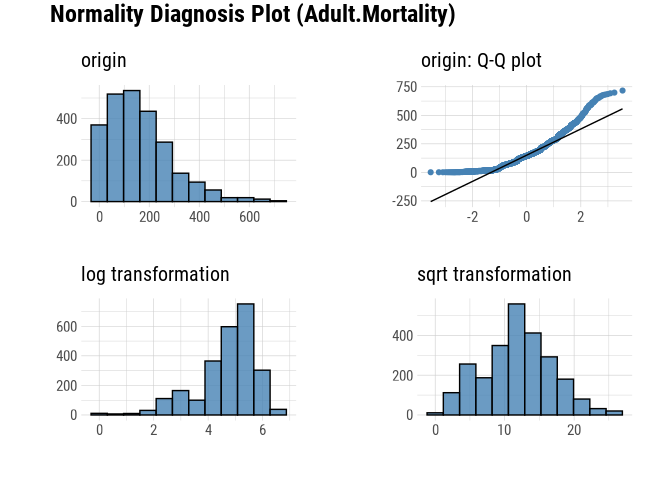 Normality Diagnosis Plot (Adult.Mortality)
origin
400
200
0
0 200 400 600
origin: Q-Q plot
750
500
250
0
-250
-2 0 2
log transformation
600
400
200
0
0 2 4 6
sqrt transformation
400
200
0
0 10 20